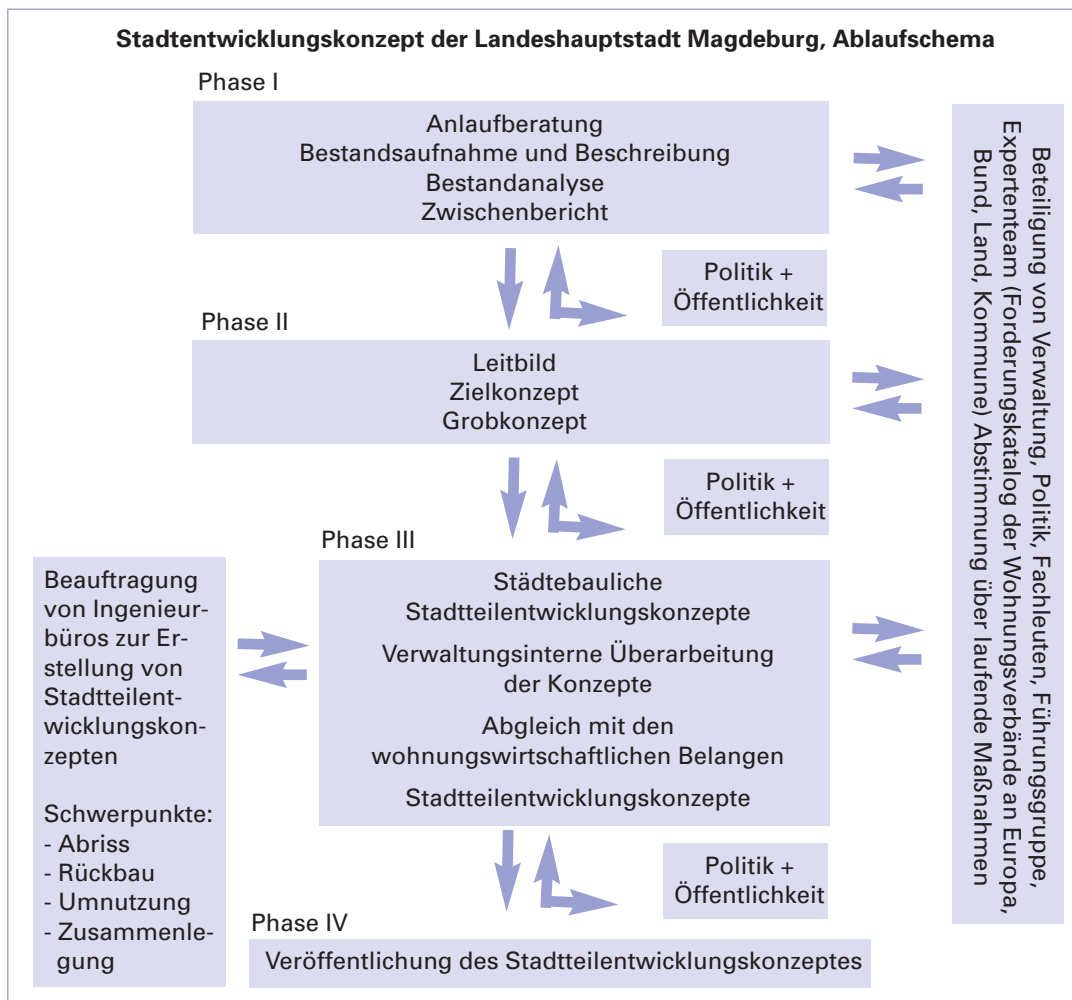 Stadtentwicklungskonzept der Landeshauptstadt Magdeburg, Ablaufschema
Phase I
Anlaufberatung
Bestandsaufnahme und Beschreibung
Bestandanalyse
Zwischenbericht
Politik +
Öffentlichkeit
Phase II
Leitbild
Zielkonzept
Grobkonzept
Politik +
Öffentlichkeit
Phase III
Städtebauliche
Stadtteilentwicklungskonzepte
Verwaltungsinterne Überarbeitung
der Konzepte
Abgleich mit den
wohnungswirtschaftlichen Belangen
Stadtteilentwicklungskonzepte
Beauftragung
von Ingenieur-
büros zur Er-
stellung von
Stadtteilent-
wicklungskon-
zepten
Schwerpunkte:
- Abriss
- Rückbau
- Umnutzung
- Zusammenle-
gung
Politik +
Öffentlichkeit
Phase IV
Veröffentlichung des Stadtteilentwicklungskonzeptes
Beteiligung von Verwaltung, Politik, Fachleuten, Führungsgruppe,
Expertenteam (Forderungskatalog der Wohnungsverbände an Europa,
Bund, Land, Kommune) Abstimmung über laufende Maßnahmen